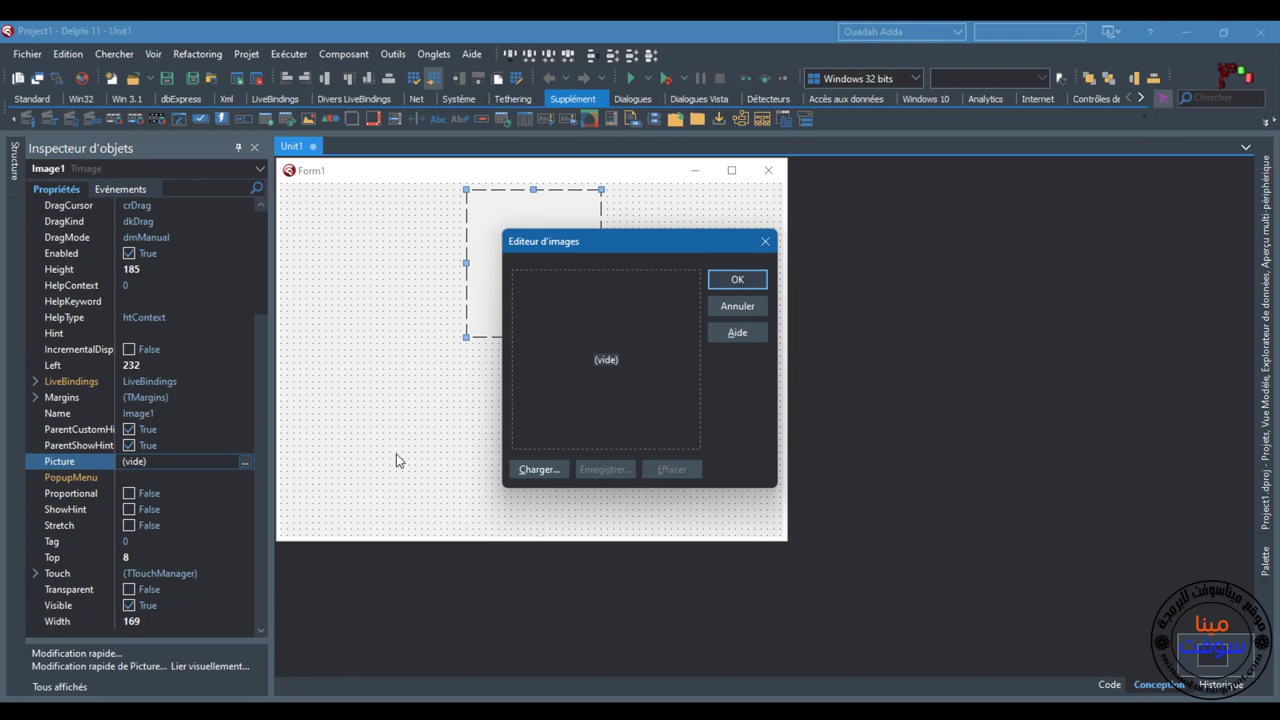 Project1 - Delphi 11 - Unit1
Ouadah Adda
Fichier Edition Chercher Voir Refactoring Projet Exécuter Composant Outils Onglets Aide
Windows 32 bits
Standard Win32 Win 3.1 dbExpress Xml LiveBindings Divers LiveBindings Net Système Tethering Supplément Dialogues Dialogues Vista Détecteurs Accès aux données Windows 10 Analytics Internet Contrôles de
Chercher
Structure
Inspecteur d'objets
Image1 TImage
Propriétés Evénements
DragCursor crDrag
DragKind dkDrag
DragMode dmManual
Enabled True
Height 185
HelpContext 0
HelpKeyword
HelpType htContext
Hint
IncrementalDisp False
Left 232
LiveBindings LiveBindings
Margins (TMargins)
Name Image1
ParentCustomHi True
ParentShowHint True
Picture (vide) ...
PopupMenu
Proportional False
ShowHint False
Stretch False
Tag 0
Top 8
Touch (TTouchManager)
Transparent False
Visible True
Width 169
Modification rapide...
Modification rapide de Picture... Lier visuellement...
Tous affichés
Unit1
Form1
Editeur d'images
OK
Annuler
Aide
(vide)
Charger... Enregistrer... Effacer
Project1.dproj - Projets, Vue Modèle, Explorateur de données, Aperçu multi-périphérique
Palette
موقع ميناسوفت للبرمجة
مينا
سوفت
Code Conception Historique